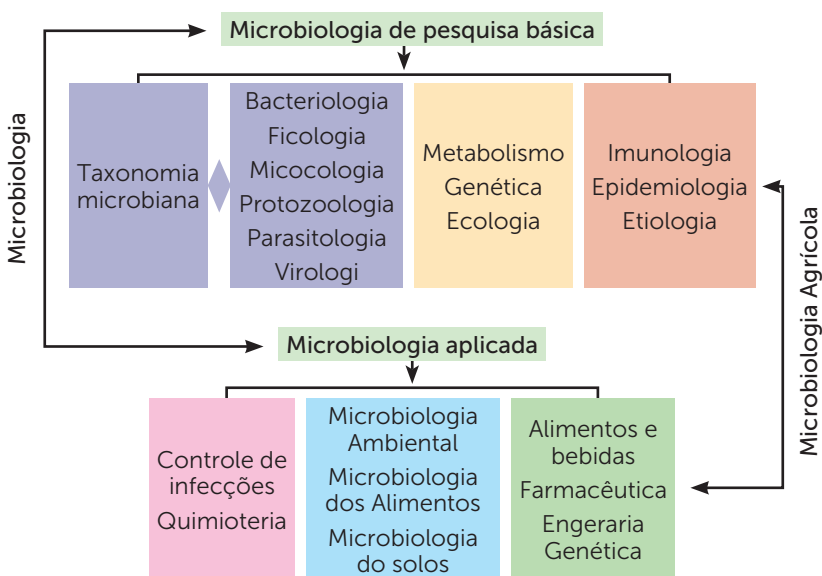 Microbiologia de pesquisa básica
Microbiologia
Taxonomia
microbiana
Bacteriologia
Ficologia
Micocologia
Protozoologia
Parasitologia
Virologi
Metabolismo
Genética
Ecologia
Imunologia
Epidemiologia
Etiologia
Microbiologia Agrícola
Microbiologia aplicada
Controle de
infecções
Quimioteria
Microbiologia
Ambiental
Microbiologia
dos Alimentos
Microbiologia
do solos
Alimentos e
bebidas
Farmacêutica
Engeraria
Genética